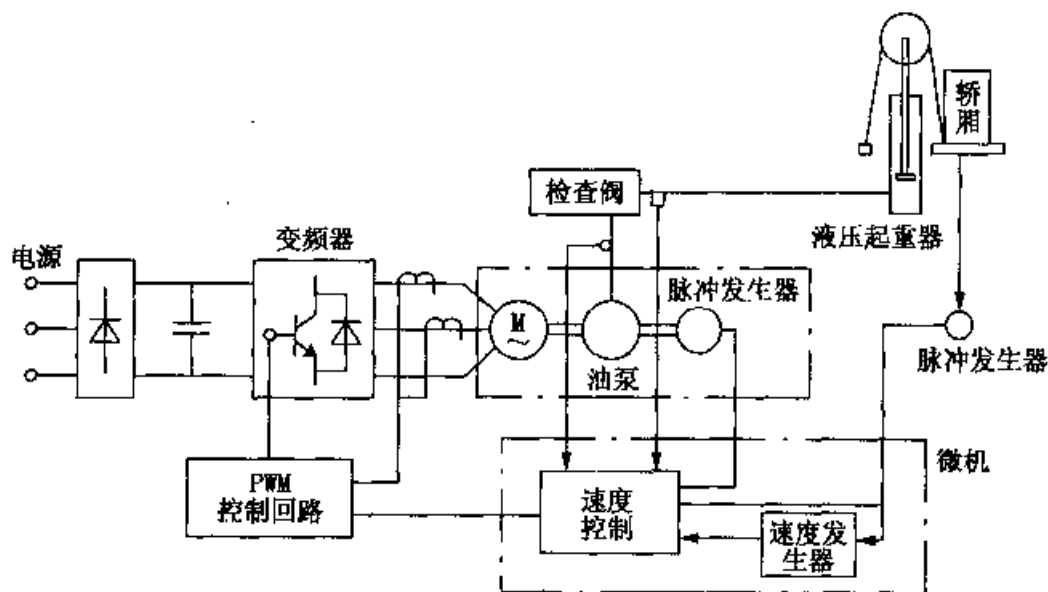 轿
厢
检查阀
液压起重器
变频器
电源
脉冲发生器
M
~
油泵
脉冲发生器
微机
PWM
控制回路
速度
控制
速度发
生器